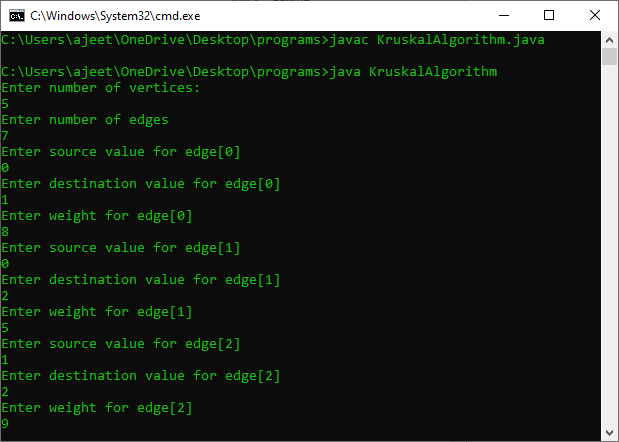 C:\Windows\System32\cmd.exe
C:\Users\ajeet\OneDrive\Desktop\programs>javac KruskalAlgorithm.java
C:\Users\ajeet\OneDrive\Desktop\programs>java KruskalAlgorithm
Enter number of vertices:
5
Enter number of edges
7
Enter source value for edge[0]
0
Enter destination value for edge[0]
1
Enter weight for edge[0]
8
Enter source value for edge[1]
0
Enter destination value for edge[1]
2
Enter weight for edge[1]
5
Enter source value for edge[2]
1
Enter destination value for edge[2]
2
Enter weight for edge[2]
9